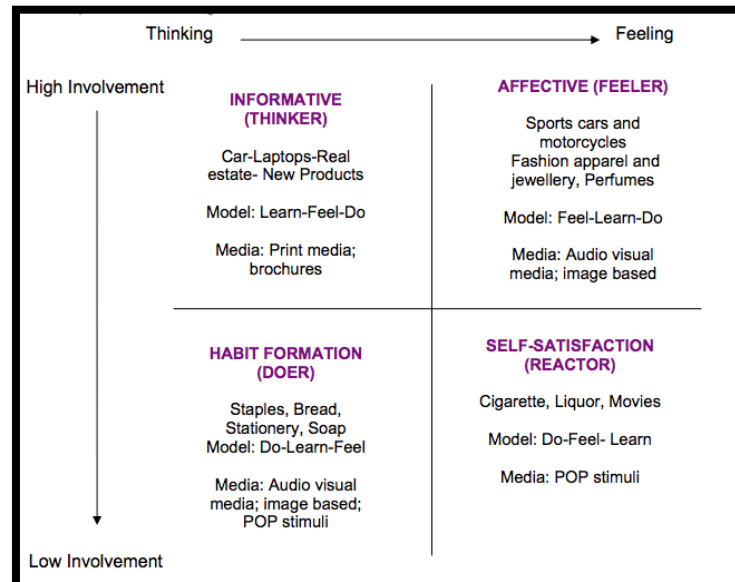 Thinking
Feeling
High Involvement
INFORMATIVE
(THINKER)
Car-Laptops-Real
estate- New Products
Model: Learn-Feel-Do
Media: Print media;
brochures
AFFECTIVE (FEELER)
Sports cars and
motorcycles
Fashion apparel and
jewellery, Perfumes
Model: Feel-Learn-Do
Media: Audio visual
media; image based
HABIT FORMATION
(DOER)
Staples, Bread,
Stationery, Soap
Model: Do-Learn-Feel
Media: Audio visual
media; image based;
POP stimuli
SELF-SATISFACTION
(REACTOR)
Cigarette, Liquor, Movies
Model: Do-Feel- Learn
Media: POP stimuli
Low Involvement